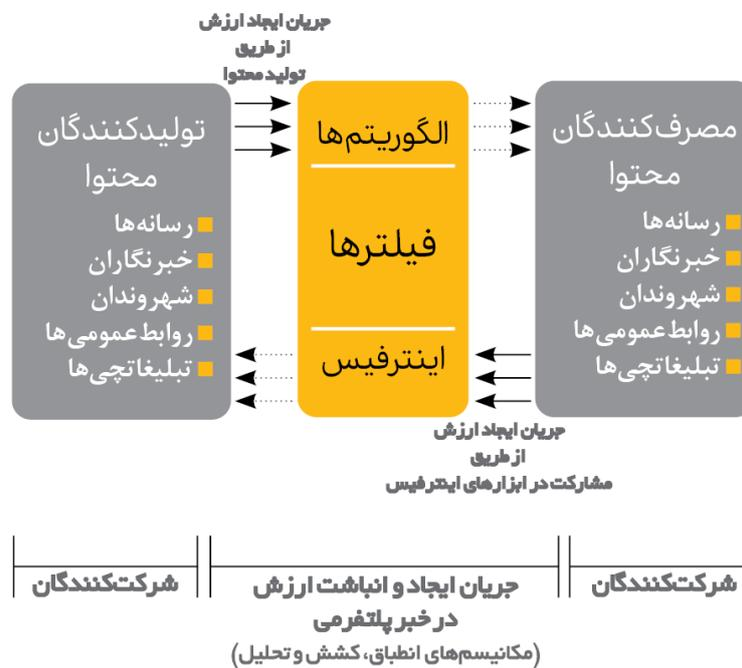 جریان ایجاد ارزش
از طریق
تولید محتوا
مصرف‌کنندگان
محتوا
رسانه‌ها
خبرنگاران
شهروندان
روابط‌عمومی‌ها
تبلیغاتچی‌ها
الگوریتم‌ها
فیلترها
اینترفیس
تولیدکنندگان
محتوا
رسانه‌ها
خبرنگاران
شهروندان
روابط‌عمومی‌ها
تبلیغاتچی‌ها
جریان ایجاد ارزش
از طریق
مشارکت در ابزارهای اینترفیس
شرکت‌کنندگان
جریان ایجاد و انباشت ارزش
در خبر پلتفرمی
(مکانیسم‌های انطباق، کشش و تحلیل)
شرکت‌کنندگان